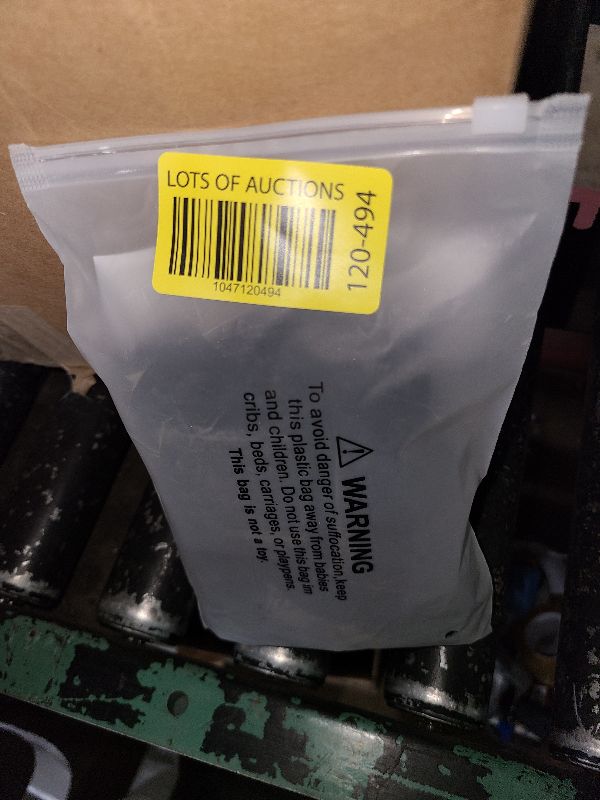 LOTS OF AUCTIONS
1047120494
120-494
WARNING
To avoid danger of suffocation,keep
this plastic bag away from babies
and children. Do not use this bag im
cribs, beds, carriages, or playpens.
This bag is not a toy.